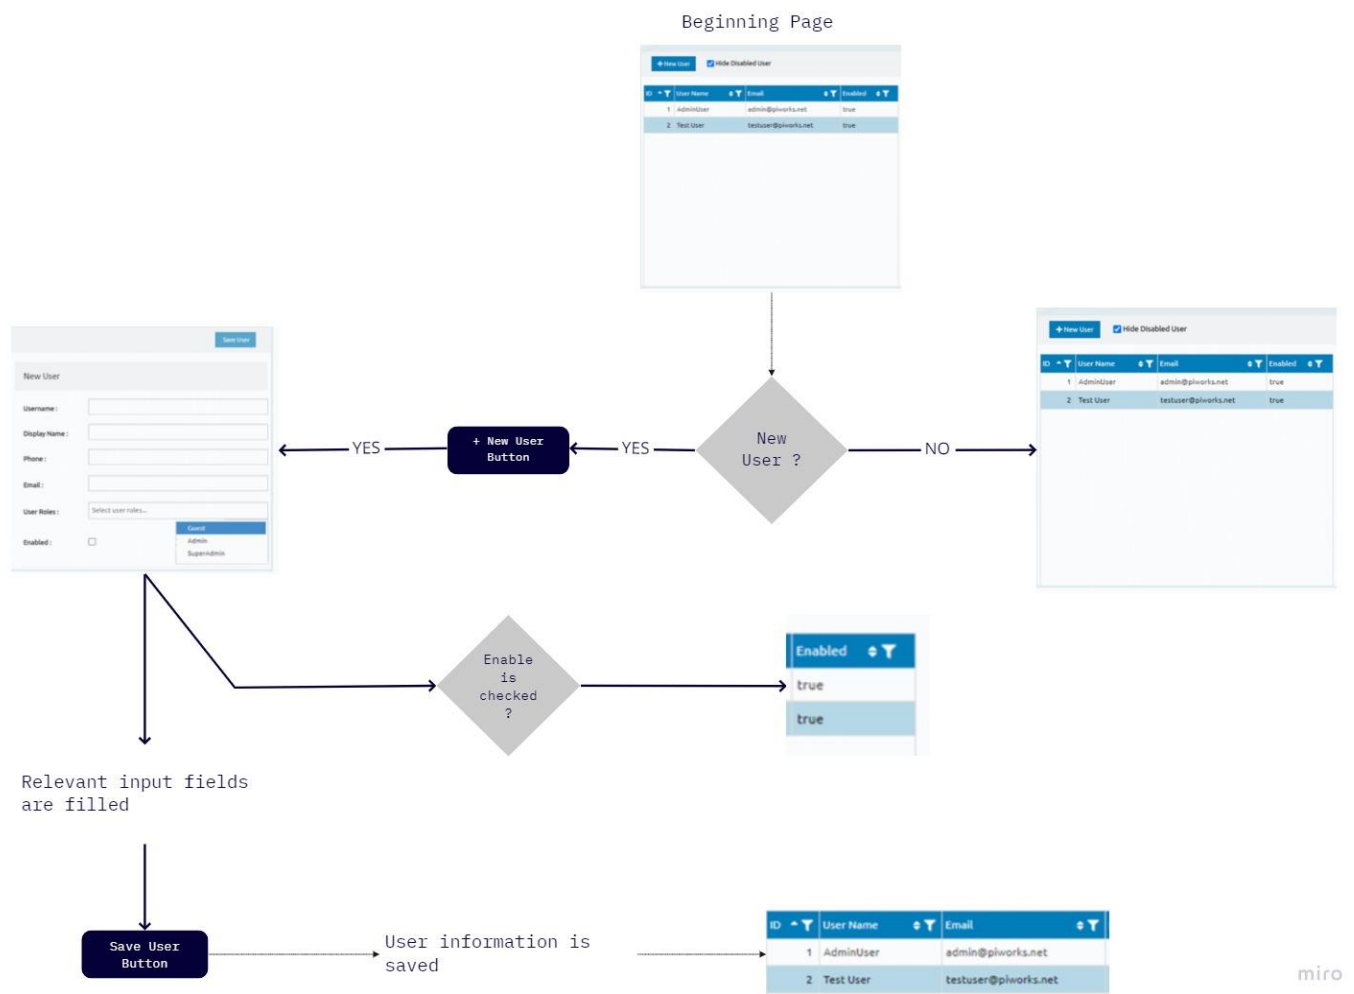 Beginning Page
+ New User Hide Disabled User
ID User Name Email Enabled
1 AdminUser admin@piworks.net true
2 Test User testuser@piworks.net true
+ New User Hide Disabled User
ID User Name Email Enabled
1 AdminUser admin@piworks.net true
2 Test User testuser@piworks.net true
Save User
New User
Username :
Display Name :
Phone :
Email :
User Roles : Select user roles...
Guest
Admin
SuperAdmin
Enabled :
YES
+ New User
Button
YES
New
User ?
NO
Enable
is
checked
?
Enabled
true
true
Relevant input fields
are filled
Save User
Button
User information is
saved
ID User Name Email
1 AdminUser admin@piworks.net
2 Test User testuser@piworks.net
miro